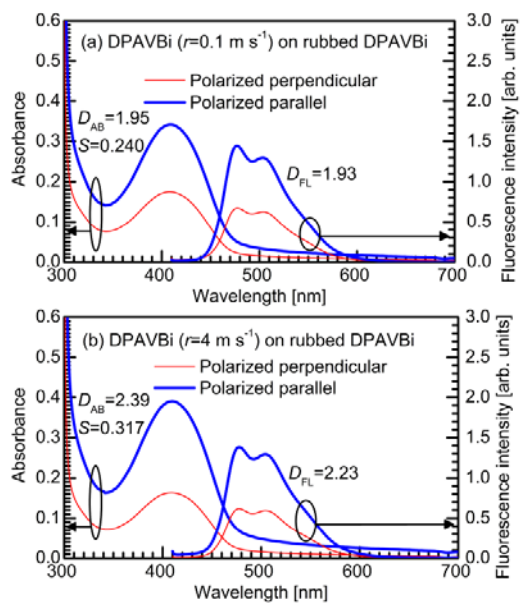 (a) DPAVBi (r=0.1 m s⁻¹) on rubbed DPAVBi
Polarized perpendicular
Polarized parallel
D_AB=1.95
S=0.240
D_FL=1.93
Absorbance
0.6
0.5
0.4
0.3
0.2
0.1
0.0
Fluorescence intensity [arb. units]
3.0
2.5
2.0
1.5
1.0
0.5
0.0
300 400 500 600 700
Wavelength [nm]
(b) DPAVBi (r=4 m s⁻¹) on rubbed DPAVBi
Polarized perpendicular
Polarized parallel
D_AB=2.39
S=0.317
D_FL=2.23
Absorbance
0.6
0.5
0.4
0.3
0.2
0.1
0.0
Fluorescence intensity [arb. units]
3.0
2.5
2.0
1.5
1.0
0.5
0.0
300 400 500 600 700
Wavelength [nm]